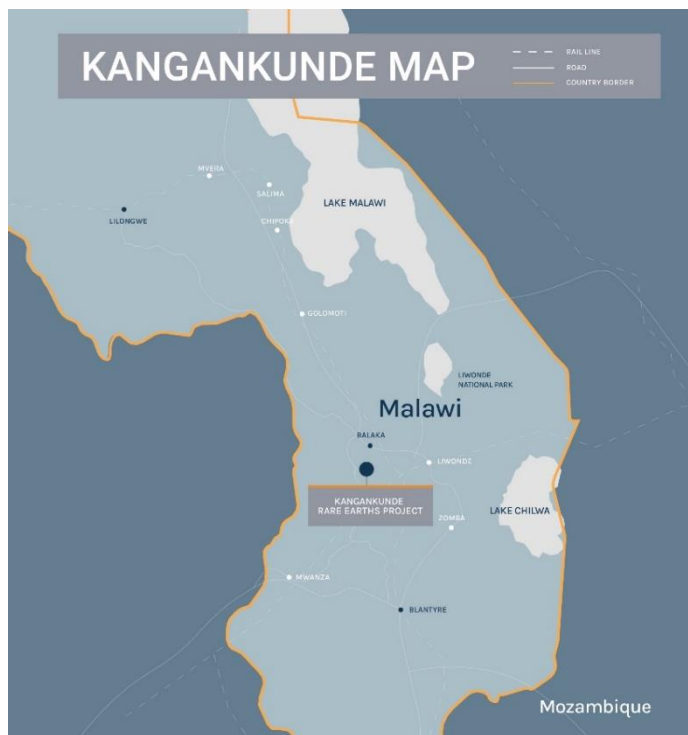 KANGANKUNDE MAP
RAIL LINE
ROAD
COUNTRY BORDER
MVERA
SALIMA
LAKE MALAWI
LILONGWE
CHIPOKA
GOLOMOTI
LIWONDE
NATIONAL PARK
Malawi
BALAKA
LIWONDE
KANGANKUNDE
RARE EARTHS PROJECT
LAKE CHILWA
ZOMBA
MWANZA
BLANTYRE
Mozambique